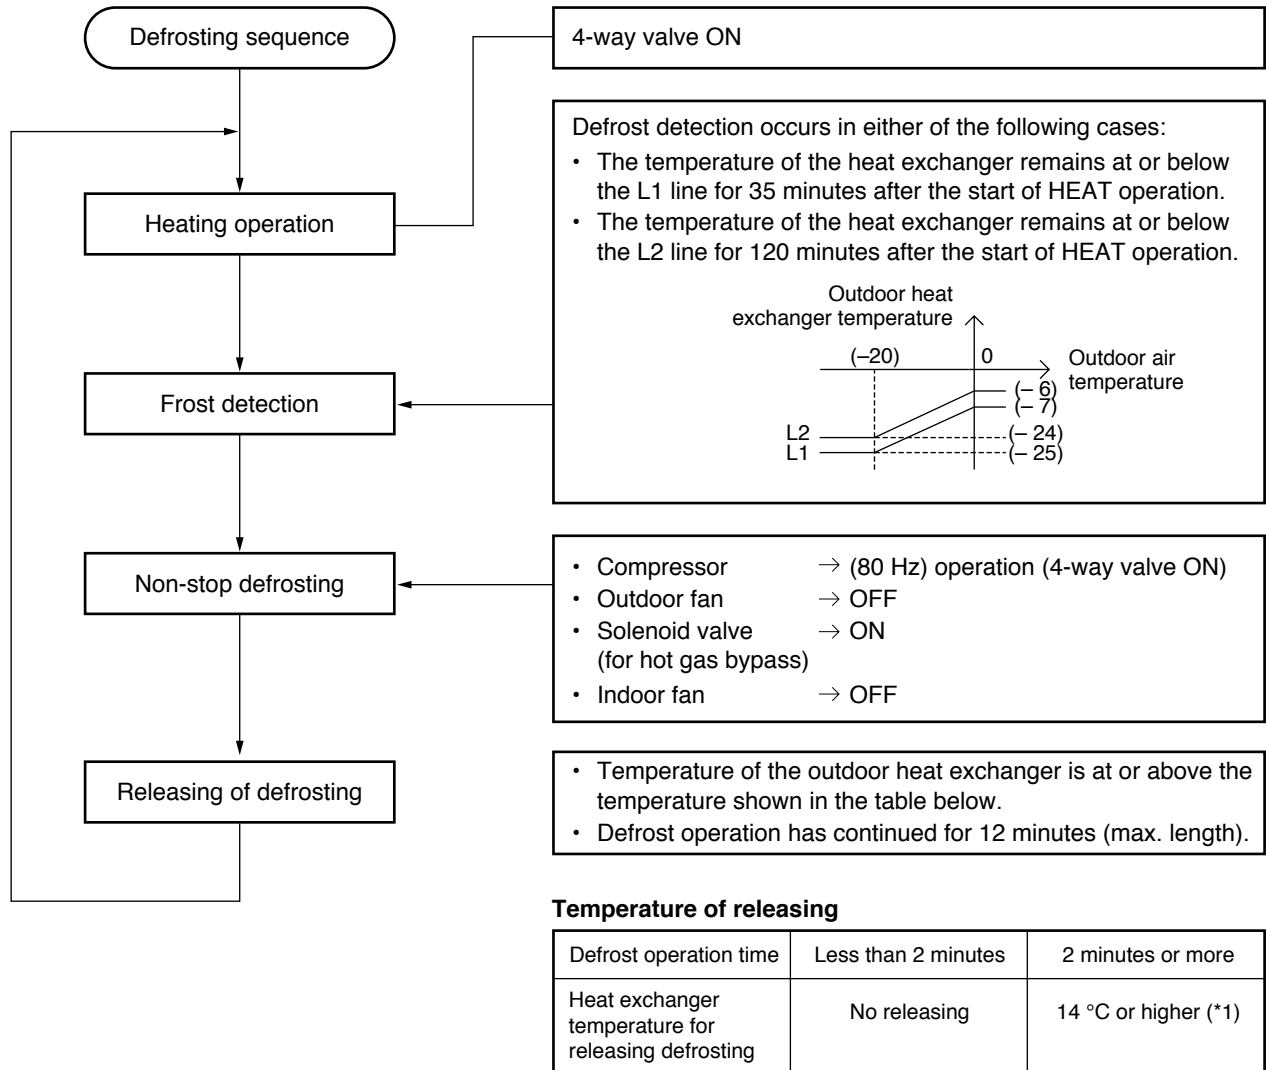 Defrosting sequence
4-way valve ON
Defrost detection occurs in either of the following cases:
• The temperature of the heat exchanger remains at or below
the L1 line for 35 minutes after the start of HEAT operation.
• The temperature of the heat exchanger remains at or below
the L2 line for 120 minutes after the start of HEAT operation.
Heating operation
Outdoor heat
exchanger temperature
(–20)
0
Outdoor air
temperature
(– 6)
(– 7)
L2
(– 24)
L1
(– 25)
Frost detection
Non-stop defrosting
• Compressor → (80 Hz) operation (4-way valve ON)
• Outdoor fan → OFF
• Solenoid valve → ON
(for hot gas bypass)
• Indoor fan → OFF
Releasing of defrosting
• Temperature of the outdoor heat exchanger is at or above the
temperature shown in the table below.
• Defrost operation has continued for 12 minutes (max. length).
Temperature of releasing
Defrost operation time Less than 2 minutes 2 minutes or more
Heat exchanger
temperature for
releasing defrosting
No releasing
14 °C or higher (*1)